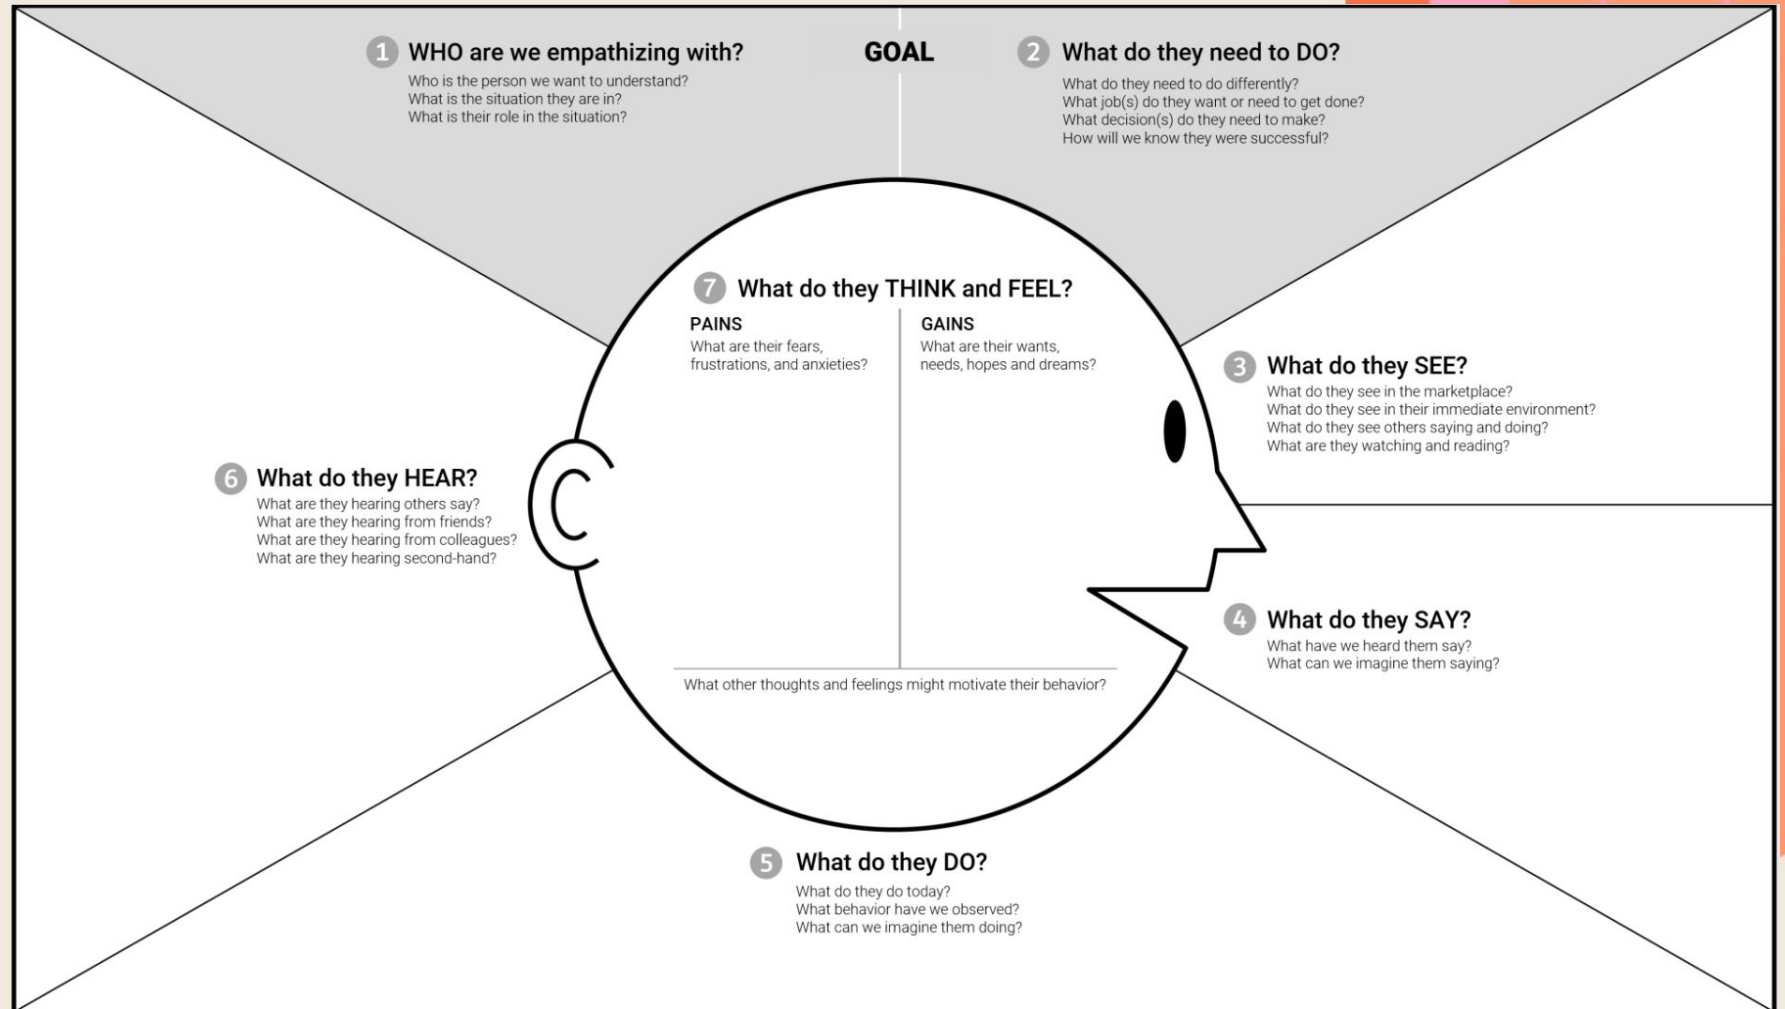 GOAL
1 WHO are we empathizing with?
Who is the person we want to understand?
What is the situation they are in?
What is their role in the situation?
2 What do they need to DO?
What do they need to do differently?
What job(s) do they want or need to get done?
What decision(s) do they need to make?
How will we know they were successful?
3 What do they SEE?
What do they see in the marketplace?
What do they see in their immediate environment?
What do they see others saying and doing?
What are they watching and reading?
4 What do they SAY?
What have we heard them say?
What can we imagine them saying?
5 What do they DO?
What do they do today?
What behavior have we observed?
What can we imagine them doing?
6 What do they HEAR?
What are they hearing others say?
What are they hearing from friends?
What are they hearing from colleagues?
What are they hearing second-hand?
7 What do they THINK and FEEL?
PAINS
What are their fears,
frustrations, and anxieties?
GAINS
What are their wants,
needs, hopes and dreams?
What other thoughts and feelings might motivate their behavior?